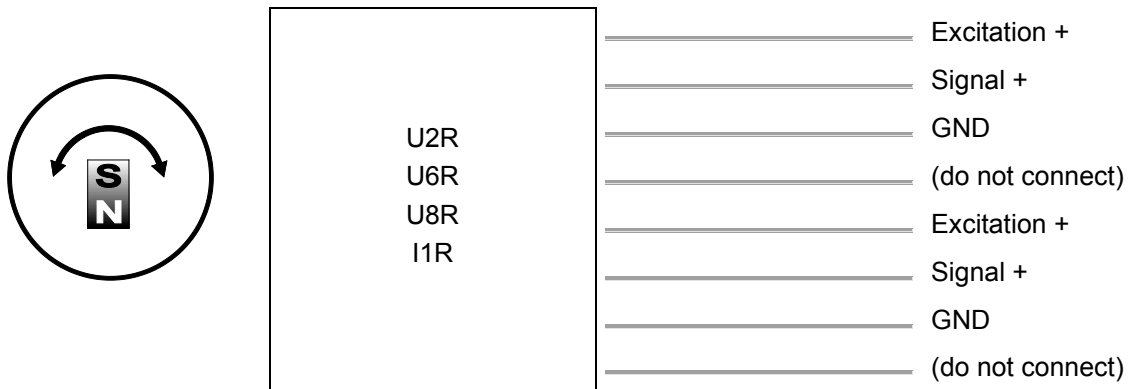 S
N
U2R
U6R
U8R
I1R
Excitation +
Signal +
GND
(do not connect)
Excitation +
Signal +
GND
(do not connect)